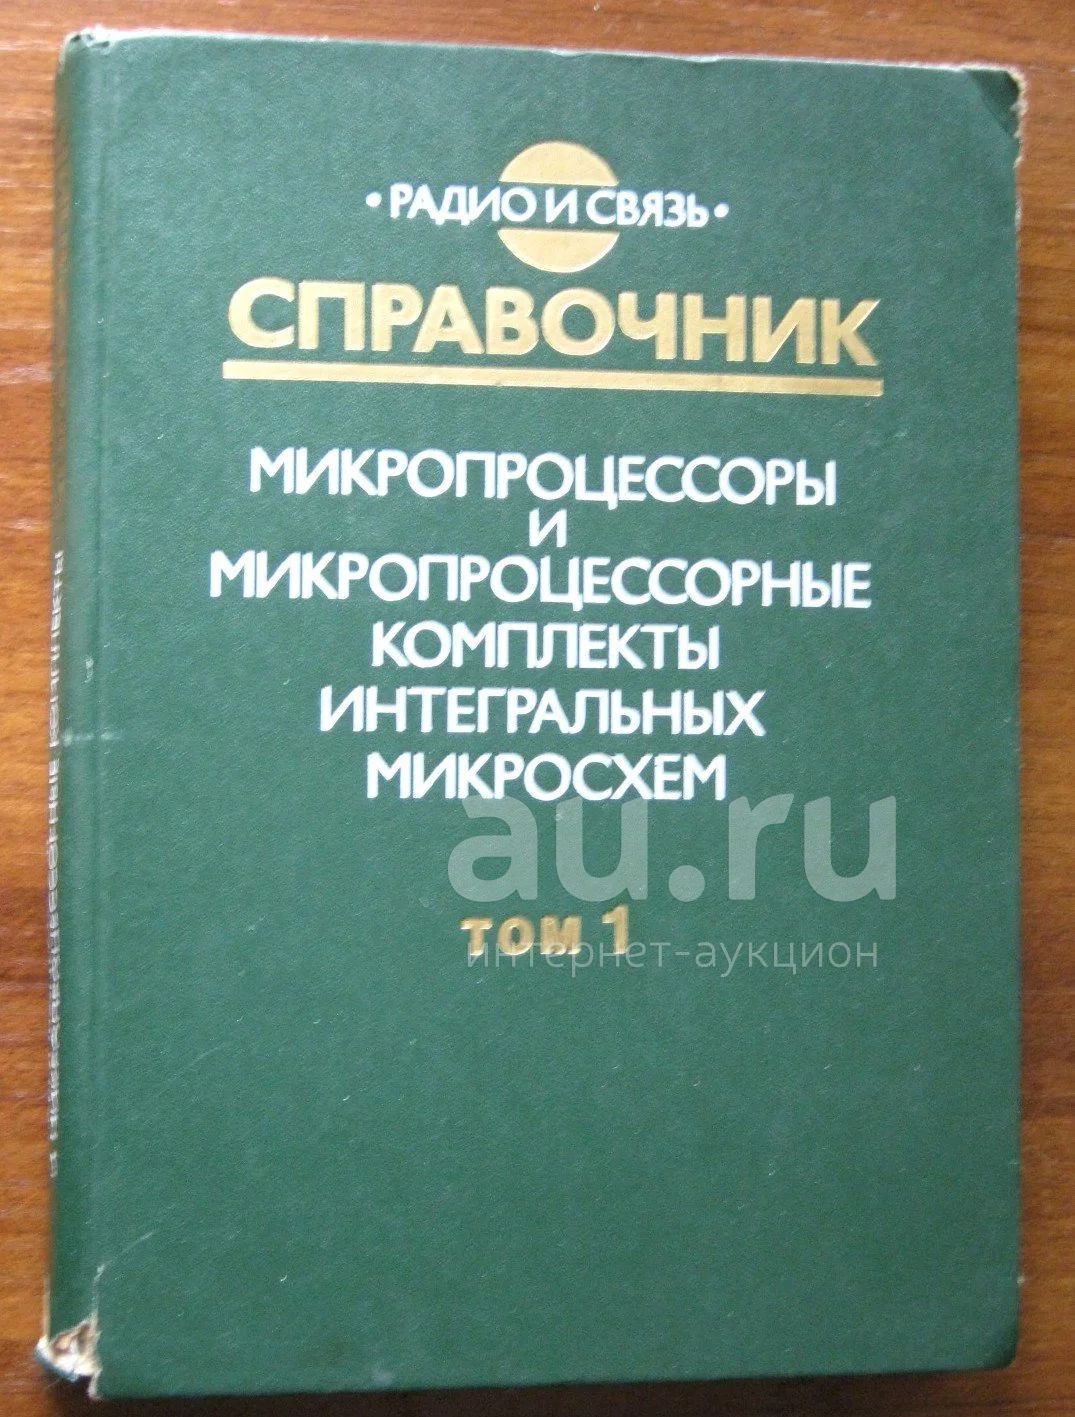 • РАДИО И СВЯЗЬ •
СПРАВОЧНИК
МИКРОПРОЦЕССОРЫ
И
МИКРОПРОЦЕССОРНЫЕ
КОМПЛЕКТЫ
ИНТЕГРАЛЬНЫХ
МИКРОСХЕМ
ТОМ 1
au.ru
интернет-аукцион